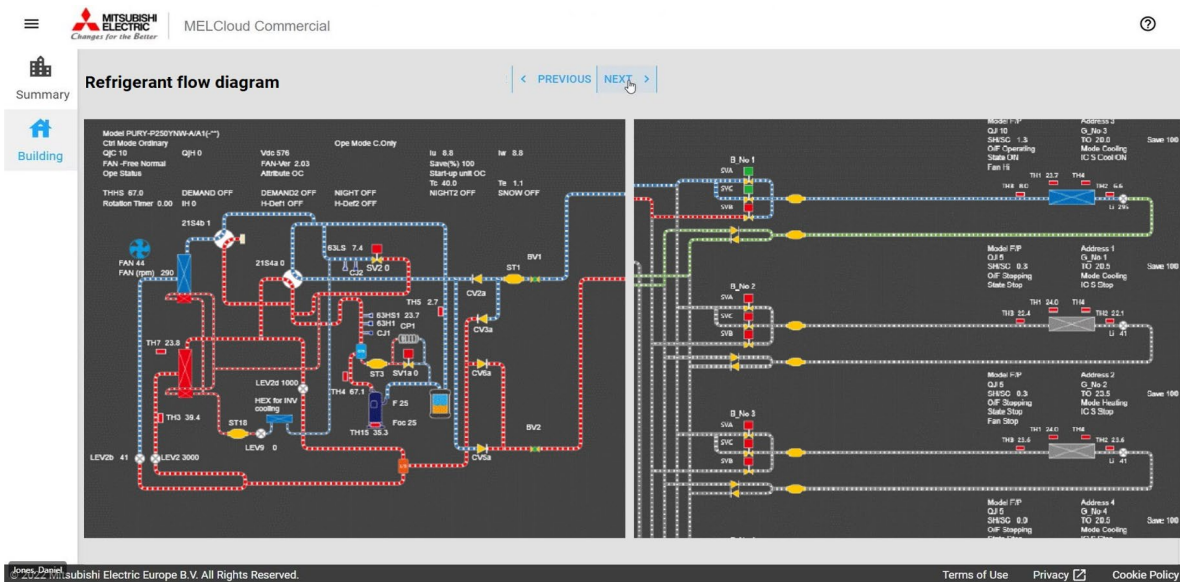 MITSUBISHI
ELECTRIC
Changes for the Better
MELCloud Commercial
Summary
Building
Refrigerant flow diagram
PREVIOUS
NEXT
Model PURY-P250YNW-A/A1(-**)
Ctrl Mode Ordinary
Ope Mode C.Only
Iu 8.8
Iw 8.8
QjC 10
QjH 0
Vdc 576
Save(%) 100
FAN -Free Normal
FAN-Ver 2.03
Start-up unit OC
Ope Status
Attribute OC
Tc 40.0
Te 1.1
THHS 67.0
DEMAND OFF
DEMAND2 OFF
NIGHT OFF
NIGHT2 OFF
SNOW OFF
Rotation Timer 0.00
IH 0
H-Def1 OFF
H-Def2 OFF
21S4b 1
FAN 44
FAN (rpm) 290
21S4a 0
63LS 7.4
CJ2
SV2 0
BV1
ST1
CV2a
TH5 2.7
63HS1 23.7
63H1
CJ1
CP1
CV3a
TH7 23.8
ST3
SV1a 0
CV6a
LEV2d 1000
TH4 67.1
HEX for INV
cooling
F 25
Foc 25
TH3 39.4
ST18
TH15 35.3
BV2
LEV9 0
LEV2b 41
LEV2 3000
CV5a
Model F/P
Address 3
QJ 10
G_No 3
SH/SC 1.3
TO 20.0
Save 100
O/F Operating
Mode Cooling
State ON
IC S Cool ON
Fan Hi
B_No 1
SVA
SVC
SVB
TH1 23.7
TH4
TH3 8.0
TH2 6.6
Li 295
Model F/P
Address 1
QJ 5
G_No 1
SH/SC 0.3
TO 20.5
Save 100
O/F Stopping
Mode Cooling
State Stop
IC S Stop
B_No 2
SVA
SVC
SVB
TH1 24.0
TH4
TH3 22.4
TH2 22.1
Li 41
Model F/P
Address 2
QJ 5
G_No 2
SH/SC 0.3
TO 23.5
Save 100
O/F Stopping
Mode Heating
State Stop
IC S Stop
Fan Stop
B_No 3
SVA
SVC
SVB
TH1 24.0
TH4
TH3 23.6
TH2 23.6
Li 41
Model F/P
Address 4
QJ 5
G_No 4
SH/SC 0.0
TO 20.5
Save 100
O/F Stopping
Mode Cooling
Jones, Daniel
© 2022 Mitsubishi Electric Europe B.V. All Rights Reserved.
Terms of Use
Privacy
Cookie Policy